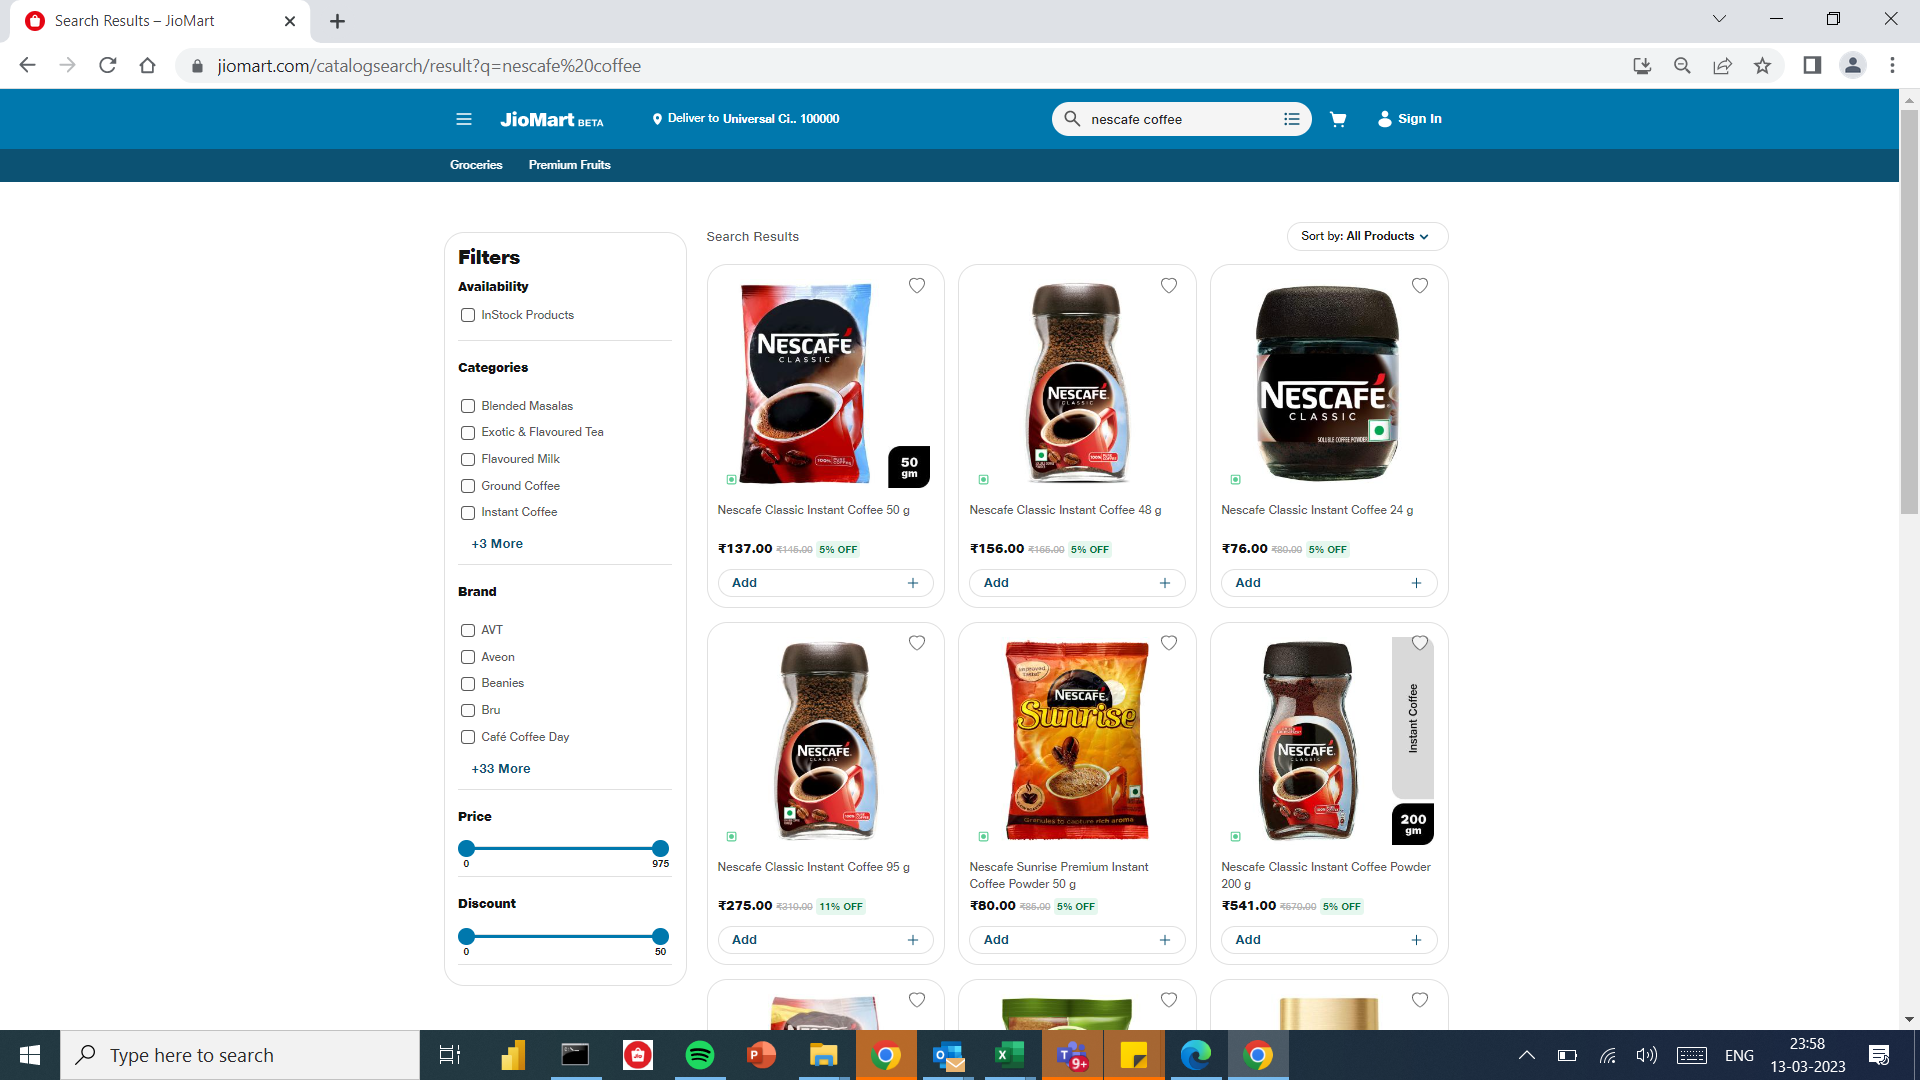 Search Results – JioMart
jiomart.com/catalogsearch/result?q=nescafe%20coffee
JioMart BETA
Deliver to Universal Ci.. 100000
nescafe coffee
Sign In
Groceries
Premium Fruits
Filters
Availability
InStock Products
Categories
Blended Masalas
Exotic & Flavoured Tea
Flavoured Milk
Ground Coffee
Instant Coffee
+3 More
Brand
AVT
Aveon
Beanies
Bru
Café Coffee Day
+33 More
Price
0
975
Discount
0
50
Search Results
Sort by: All Products
NESCAFÉ
CLASSIC
50
gm
Nescafe Classic Instant Coffee 50 g
₹137.00 ₹145.00 5% OFF
Add +
NESCAFÉ
CLASSIC
Nescafe Classic Instant Coffee 48 g
₹156.00 ₹165.00 5% OFF
Add +
NESCAFÉ
CLASSIC
SOLUBLE COFFEE POWDER
Nescafe Classic Instant Coffee 24 g
₹76.00 ₹80.00 5% OFF
Add +
NESCAFÉ
CLASSIC
Nescafe Classic Instant Coffee 95 g
₹275.00 ₹310.00 11% OFF
Add +
NESCAFÉ
Sunrise
Granules to capture rich aroma
Nescafe Sunrise Premium Instant
Coffee Powder 50 g
₹80.00 ₹85.00 5% OFF
Add +
NESCAFÉ
CLASSIC
Instant Coffee
200
gm
Nescafe Classic Instant Coffee Powder
200 g
₹541.00 ₹570.00 5% OFF
Add +
Type here to search
9+
ENG
23:58
13-03-2023